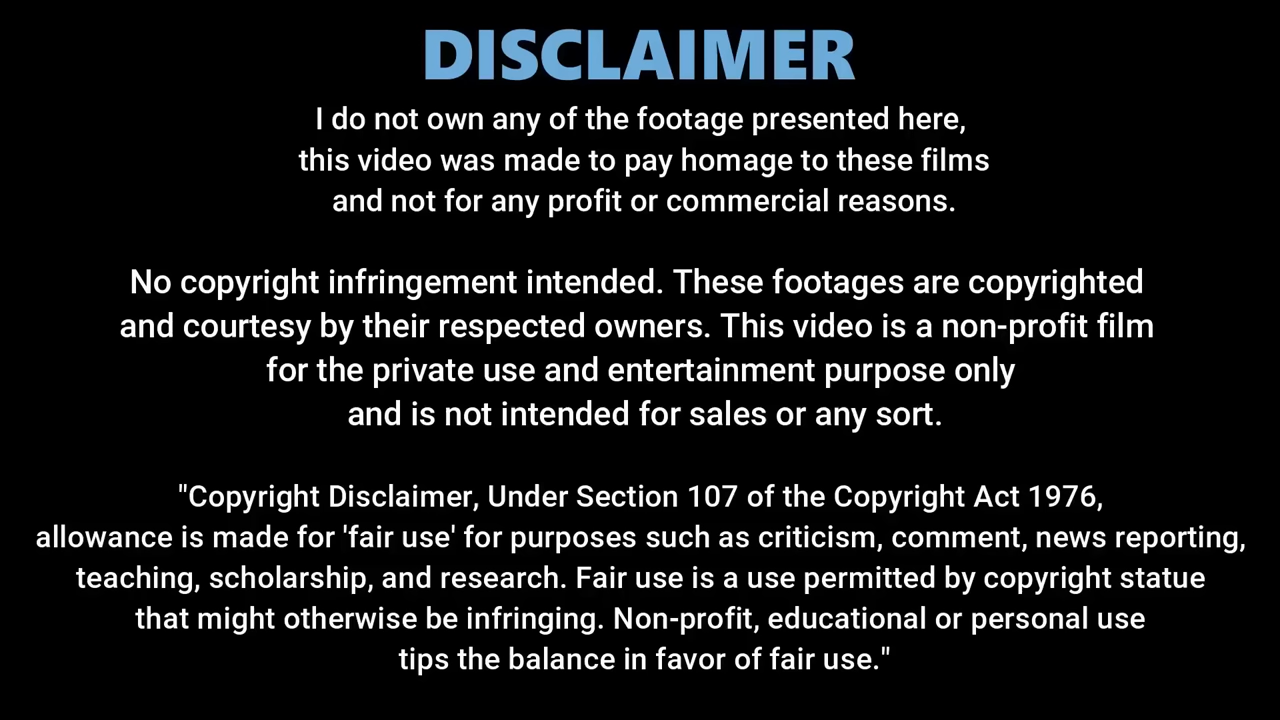 DISCLAIMER
I do not own any of the footage presented here,
this video was made to pay homage to these films
and not for any profit or commercial reasons.
No copyright infringement intended. These footages are copyrighted
and courtesy by their respected owners. This video is a non-profit film
for the private use and entertainment purpose only
and is not intended for sales or any sort.
"Copyright Disclaimer, Under Section 107 of the Copyright Act 1976,
allowance is made for 'fair use' for purposes such as criticism, comment, news reporting,
teaching, scholarship, and research. Fair use is a use permitted by copyright statue
that might otherwise be infringing. Non-profit, educational or personal use
tips the balance in favor of fair use."